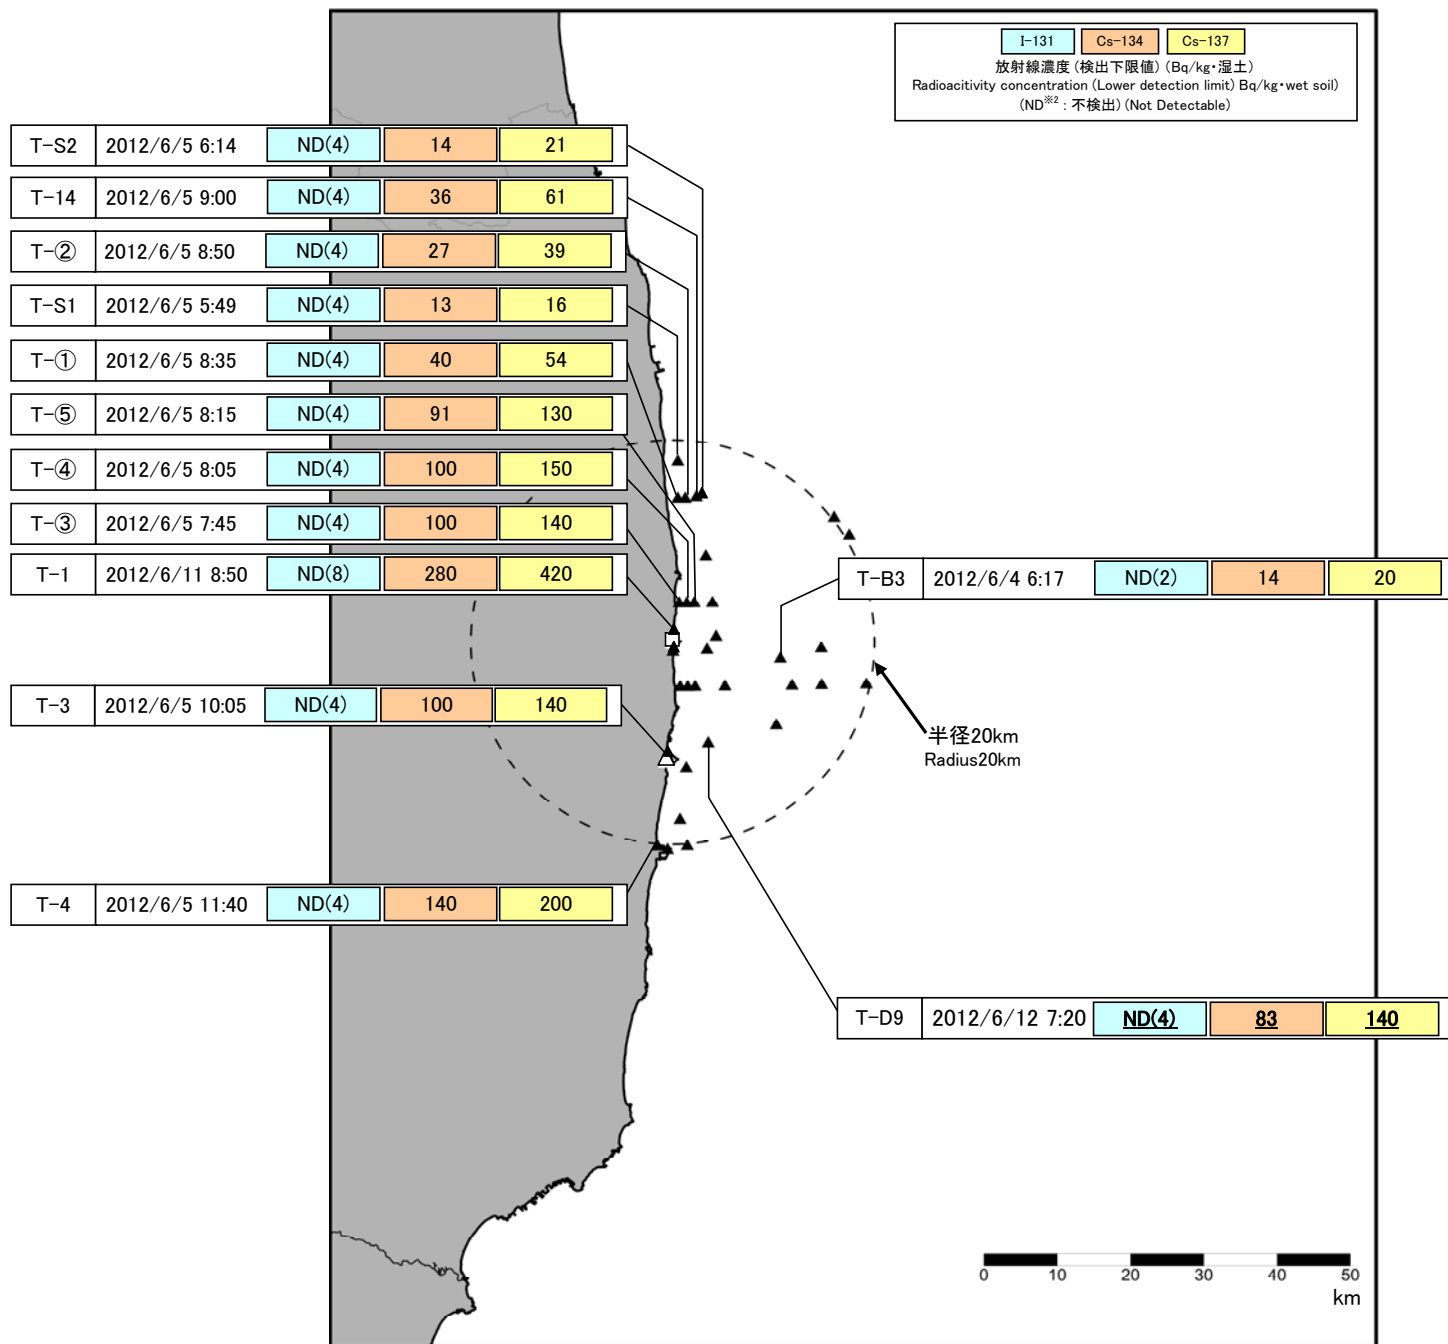 I-131 Cs-134 Cs-137
放射線濃度 (検出下限値) (Bq/kg・湿土)
Radioacitivity concentration (Lower detection limit) Bq/kg・wet soil)
(ND※2 : 不検出) (Not Detectable)
T-S2 2012/6/5 6:14 ND(4) 14 21
T-14 2012/6/5 9:00 ND(4) 36 61
T-② 2012/6/5 8:50 ND(4) 27 39
T-S1 2012/6/5 5:49 ND(4) 13 16
T-① 2012/6/5 8:35 ND(4) 40 54
T-⑤ 2012/6/5 8:15 ND(4) 91 130
T-④ 2012/6/5 8:05 ND(4) 100 150
T-③ 2012/6/5 7:45 ND(4) 100 140
T-1 2012/6/11 8:50 ND(8) 280 420
T-B3 2012/6/4 6:17 ND(2) 14 20
T-3 2012/6/5 10:05 ND(4) 100 140
半径20km
Radius20km
T-4 2012/6/5 11:40 ND(4) 140 200
T-D9 2012/6/12 7:20 ND(4) 83 140
0 10 20 30 40 50
km